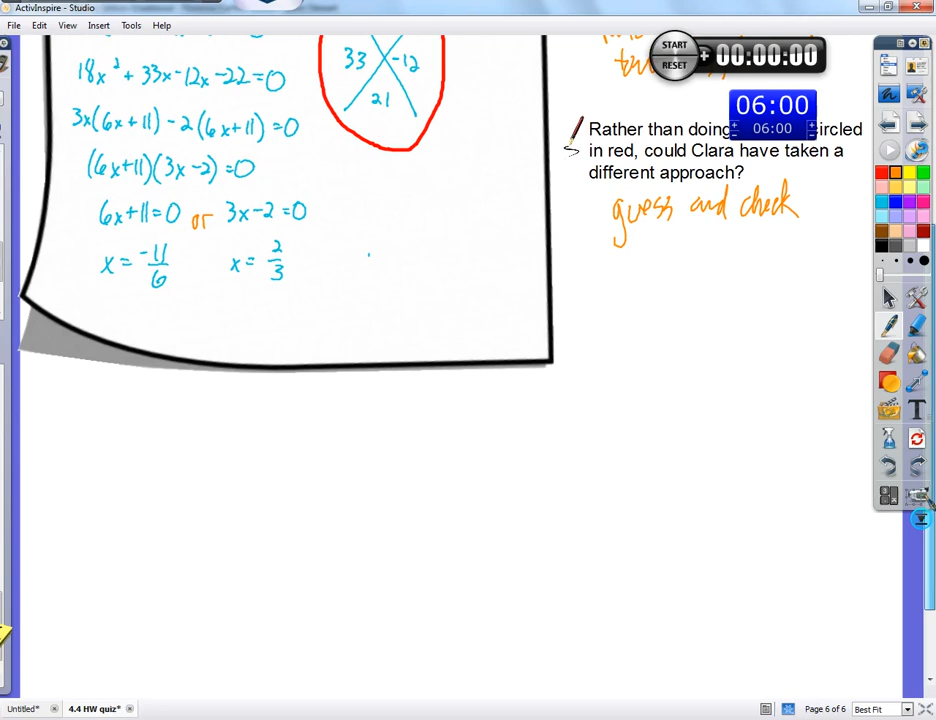 ActivInspire - Studio
File Edit View Insert Tools Help
18x² + 33x - 12x - 22 = 0
3x(6x+11) - 2(6x+11) = 0
(6x+11)(3x-2) = 0
6x+11=0 or 3x-2=0
x = -11/6 x = 2/3
33 -12
21
START
RESET
00:00:00
06:00
06:00
Rather than doing circled
in red, could Clara have taken a
different approach?
guess and check
Untitled* 4.4 HW quiz* Page 6 of 6 Best Fit